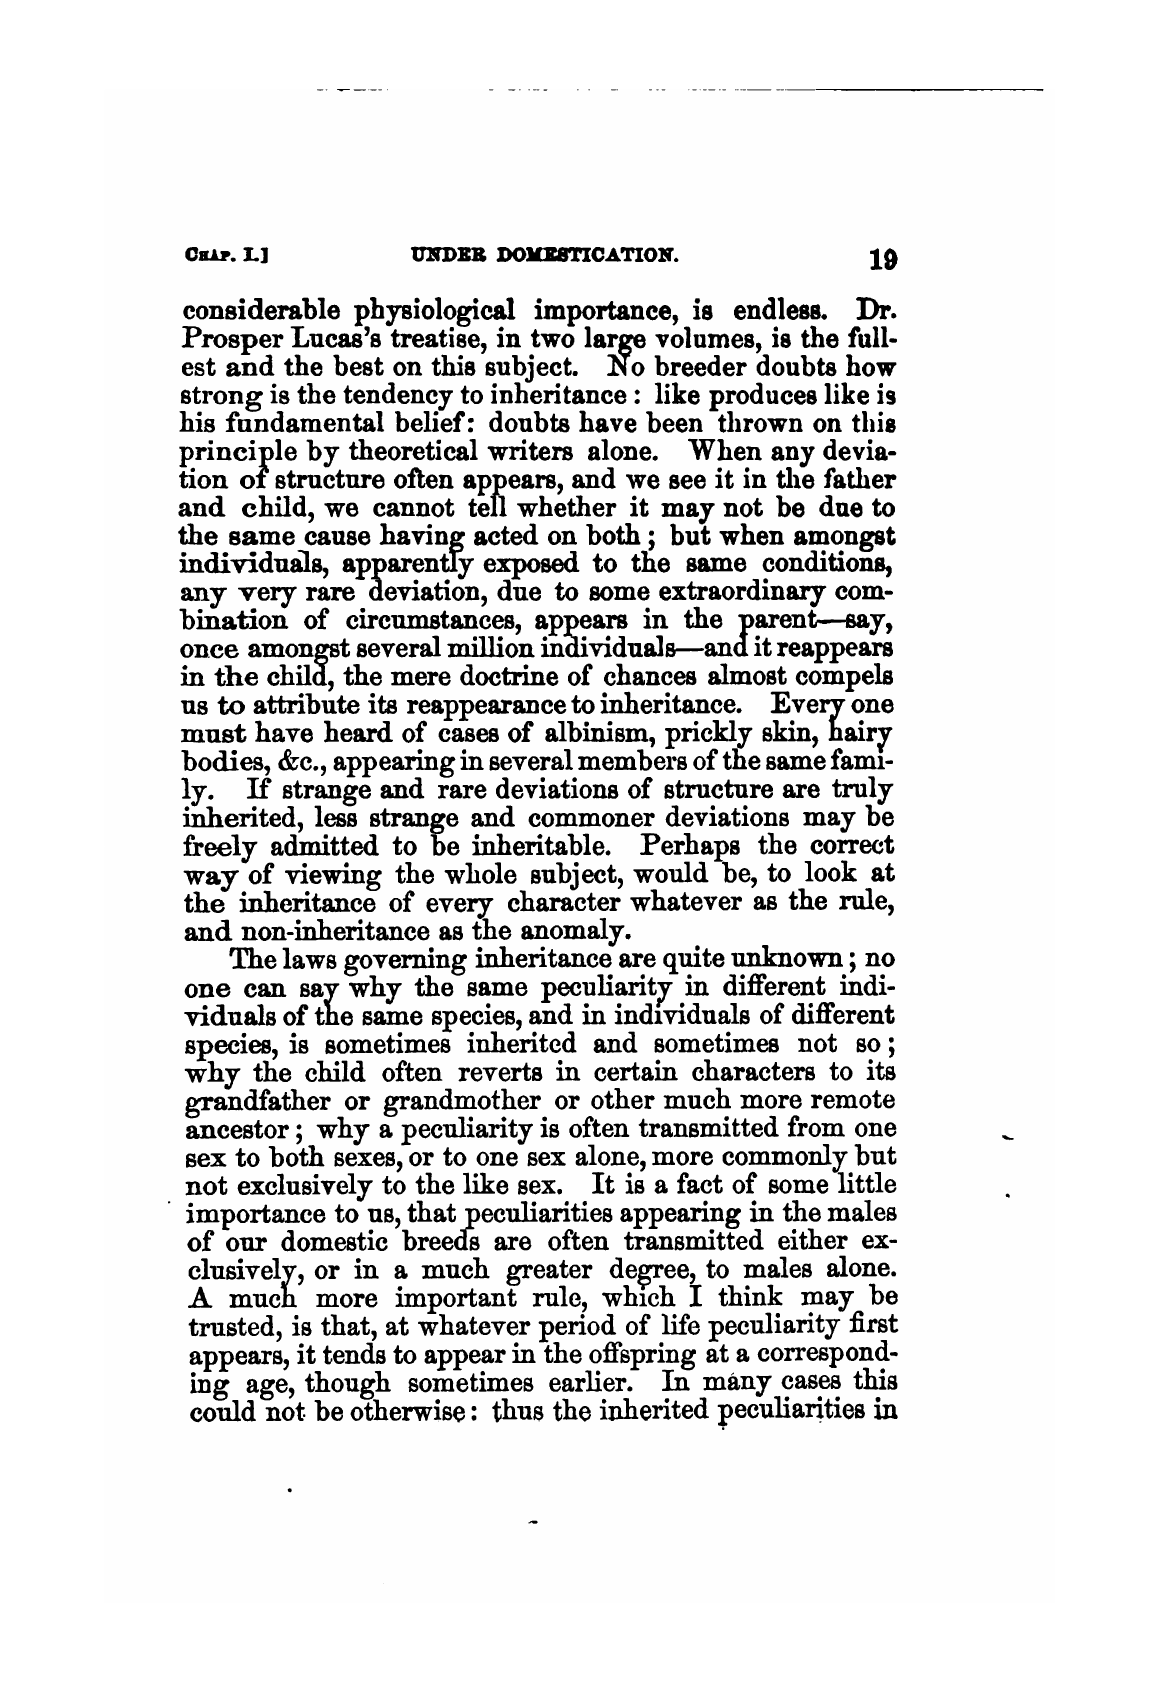 CHAP. I.] UNDER DOMESTICATION. 19
considerable physiological importance, is endless. Dr.
Prosper Lucas's treatise, in two large volumes, is the full-
est and the best on this subject. No breeder doubts how
strong is the tendency to inheritance : like produces like is
his fundamental belief: doubts have been thrown on this
principle by theoretical writers alone. When any devia-
tion of structure often appears, and we see it in the father
and child, we cannot tell whether it may not be due to
the same cause having acted on both ; but when amongst
individuals, apparently exposed to the same conditions,
any very rare deviation, due to some extraordinary com-
bination of circumstances, appears in the parent—say,
once amongst several million individuals—and it reappears
in the child, the mere doctrine of chances almost compels
us to attribute its reappearance to inheritance. Every one
must have heard of cases of albinism, prickly skin, hairy
bodies, &c., appearing in several members of the same fami-
ly. If strange and rare deviations of structure are truly
inherited, less strange and commoner deviations may be
freely admitted to be inheritable. Perhaps the correct
way of viewing the whole subject, would be, to look at
the inheritance of every character whatever as the rule,
and non-inheritance as the anomaly.
The laws governing inheritance are quite unknown ; no
one can say why the same peculiarity in different indi-
viduals of the same species, and in individuals of different
species, is sometimes inherited and sometimes not so ;
why the child often reverts in certain characters to its
grandfather or grandmother or other much more remote
ancestor ; why a peculiarity is often transmitted from one
sex to both sexes, or to one sex alone, more commonly but
not exclusively to the like sex. It is a fact of some little
importance to us, that peculiarities appearing in the males
of our domestic breeds are often transmitted either ex-
clusively, or in a much greater degree, to males alone.
A much more important rule, which I think may be
trusted, is that, at whatever period of life peculiarity first
appears, it tends to appear in the offspring at a correspond-
ing age, though sometimes earlier. In many cases this
could not be otherwise : thus the inherited peculiarities in